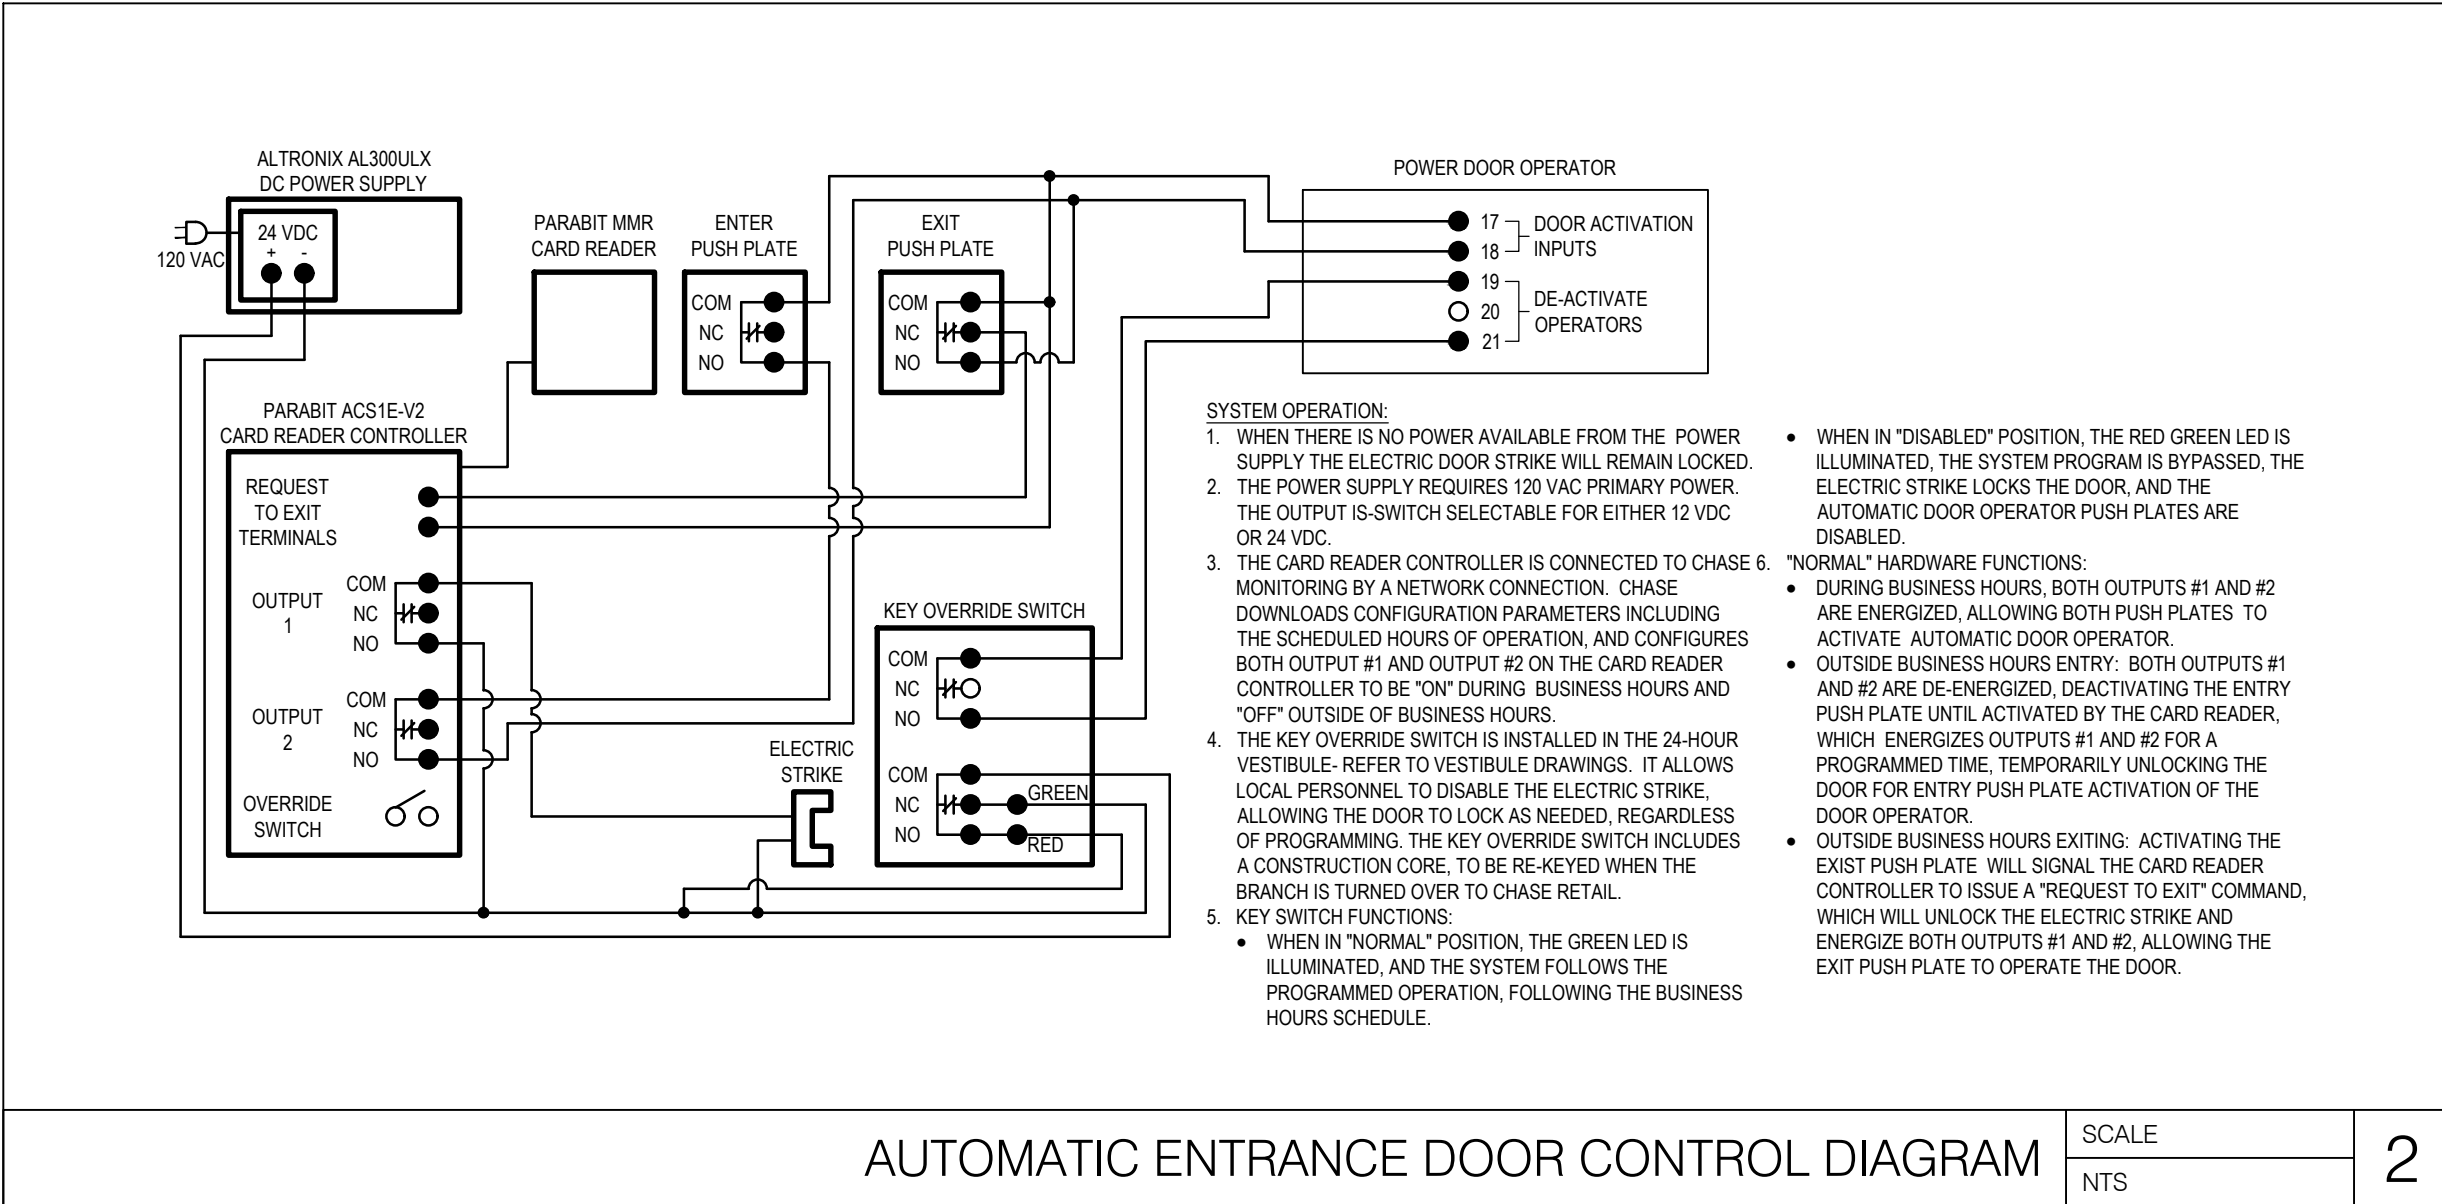 ALTRONIX AL300ULX
DC POWER SUPPLY
24 VDC
+ -
120 VAC
PARABIT MMR
CARD READER
ENTER
PUSH PLATE
COM
NC
NO
EXIT
PUSH PLATE
COM
NC
NO
POWER DOOR OPERATOR
17
18
19
20
21
DOOR ACTIVATION
INPUTS
DE-ACTIVATE
OPERATORS
PARABIT ACS1E-V2
CARD READER CONTROLLER
REQUEST
TO EXIT
TERMINALS
OUTPUT
1
COM
NC
NO
OUTPUT
2
COM
NC
NO
OVERRIDE
SWITCH
ELECTRIC
STRIKE
KEY OVERRIDE SWITCH
COM
NC
NO
COM
NC
NO
GREEN
RED
SYSTEM OPERATION:
1. WHEN THERE IS NO POWER AVAILABLE FROM THE POWER
SUPPLY THE ELECTRIC DOOR STRIKE WILL REMAIN LOCKED.
2. THE POWER SUPPLY REQUIRES 120 VAC PRIMARY POWER.
THE OUTPUT IS-SWITCH SELECTABLE FOR EITHER 12 VDC
OR 24 VDC.
3. THE CARD READER CONTROLLER IS CONNECTED TO CHASE
MONITORING BY A NETWORK CONNECTION. CHASE
DOWNLOADS CONFIGURATION PARAMETERS INCLUDING
THE SCHEDULED HOURS OF OPERATION, AND CONFIGURES
BOTH OUTPUT #1 AND OUTPUT #2 ON THE CARD READER
CONTROLLER TO BE "ON" DURING BUSINESS HOURS AND
"OFF" OUTSIDE OF BUSINESS HOURS.
4. THE KEY OVERRIDE SWITCH IS INSTALLED IN THE 24-HOUR
VESTIBULE- REFER TO VESTIBULE DRAWINGS. IT ALLOWS
LOCAL PERSONNEL TO DISABLE THE ELECTRIC STRIKE,
ALLOWING THE DOOR TO LOCK AS NEEDED, REGARDLESS
OF PROGRAMMING. THE KEY OVERRIDE SWITCH INCLUDES
A CONSTRUCTION CORE, TO BE RE-KEYED WHEN THE
BRANCH IS TURNED OVER TO CHASE RETAIL.
5. KEY SWITCH FUNCTIONS:
• WHEN IN "NORMAL" POSITION, THE GREEN LED IS
ILLUMINATED, AND THE SYSTEM FOLLOWS THE
PROGRAMMED OPERATION, FOLLOWING THE BUSINESS
HOURS SCHEDULE.
• WHEN IN "DISABLED" POSITION, THE RED GREEN LED IS
ILLUMINATED, THE SYSTEM PROGRAM IS BYPASSED, THE
ELECTRIC STRIKE LOCKS THE DOOR, AND THE
AUTOMATIC DOOR OPERATOR PUSH PLATES ARE
DISABLED.
6. "NORMAL" HARDWARE FUNCTIONS:
• DURING BUSINESS HOURS, BOTH OUTPUTS #1 AND #2
ARE ENERGIZED, ALLOWING BOTH PUSH PLATES TO
ACTIVATE AUTOMATIC DOOR OPERATOR.
• OUTSIDE BUSINESS HOURS ENTRY: BOTH OUTPUTS #1
AND #2 ARE DE-ENERGIZED, DEACTIVATING THE ENTRY
PUSH PLATE UNTIL ACTIVATED BY THE CARD READER,
WHICH ENERGIZES OUTPUTS #1 AND #2 FOR A
PROGRAMMED TIME, TEMPORARILY UNLOCKING THE
DOOR FOR ENTRY PUSH PLATE ACTIVATION OF THE
DOOR OPERATOR.
• OUTSIDE BUSINESS HOURS EXITING: ACTIVATING THE
EXIST PUSH PLATE WILL SIGNAL THE CARD READER
CONTROLLER TO ISSUE A "REQUEST TO EXIT" COMMAND,
WHICH WILL UNLOCK THE ELECTRIC STRIKE AND
ENERGIZE BOTH OUTPUTS #1 AND #2, ALLOWING THE
EXIT PUSH PLATE TO OPERATE THE DOOR.
AUTOMATIC ENTRANCE DOOR CONTROL DIAGRAM
SCALE
NTS
2